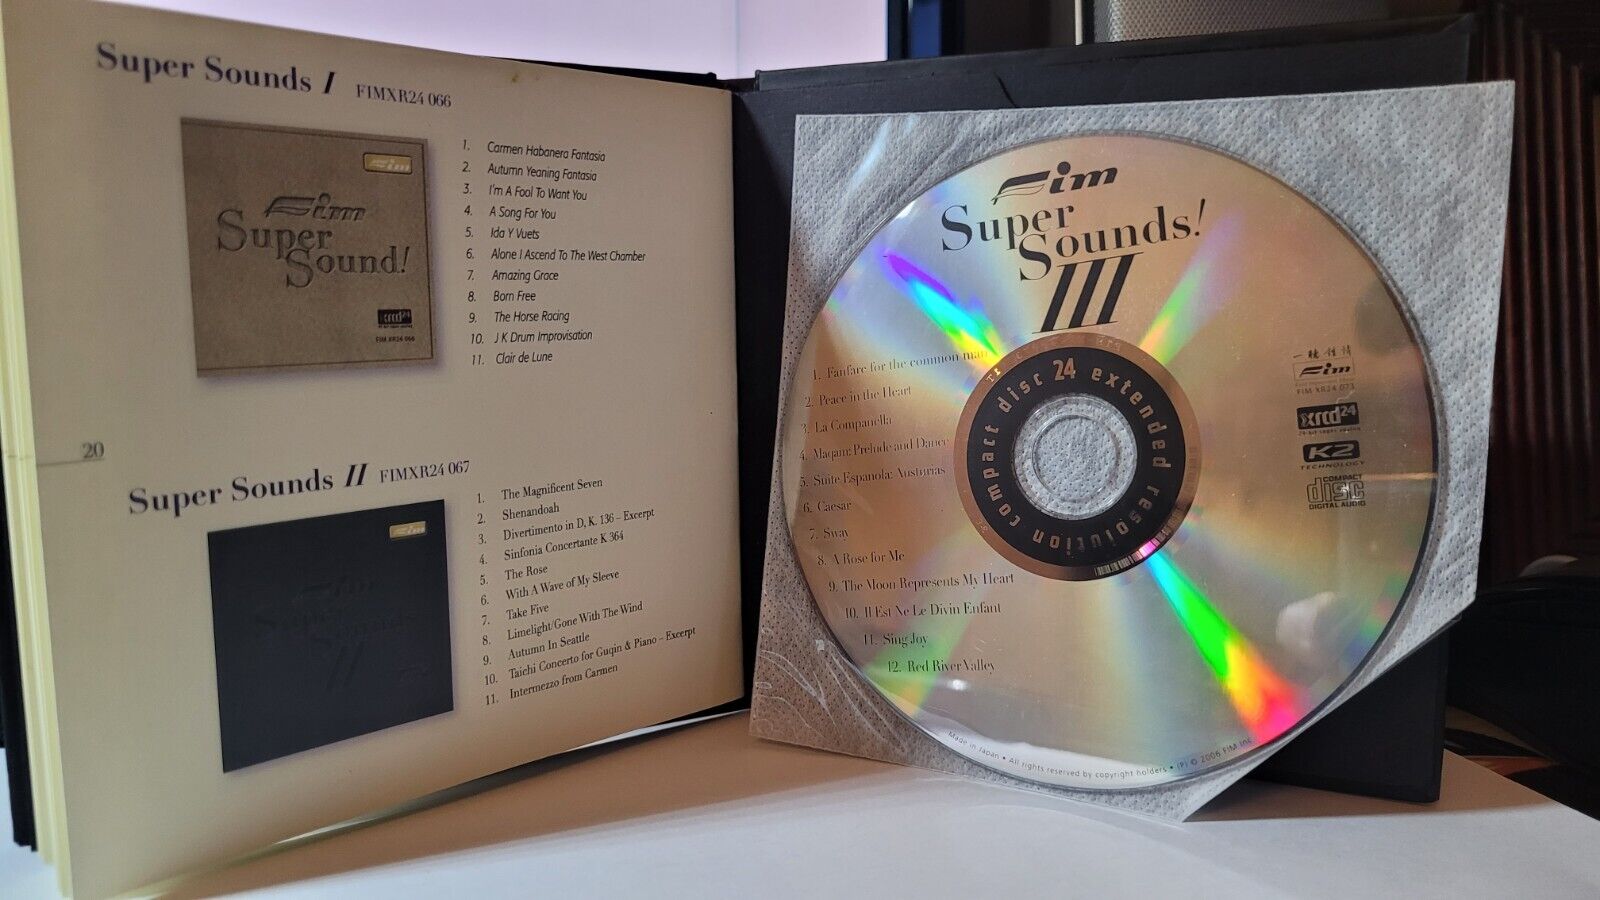 Super Sounds I FIMXR24 066
Fim
Super
Sound!
xrcd24
FIM XR24 066
1. Carmen Habanera Fantasia
2. Autumn Yeaning Fantasia
3. I'm A Fool To Want You
4. A Song For You
5. Ida Y Vuets
6. Alone I Ascend To The West Chamber
7. Amazing Grace
8. Born Free
9. The Horse Racing
10. J K Drum Improvisation
11. Clair de Lune
20
Super Sounds II FIMXR24 067
Fim
Super
Sounds
II
1. The Magnificent Seven
2. Shenandoah
3. Divertimento in D, K. 136 – Excerpt
4. Sinfonia Concertante K 364
5. The Rose
6. With A Wave of My Sleeve
7. Take Five
8. Limelight/Gone With The Wind
9. Autumn In Seattle
10. Taichi Concerto for Guqin & Piano – Excerpt
11. Intermezzo from Carmen
Fim
Super
Sounds!
III
1. Fanfare for the common man
2. Peace in the Heart
3. La Companella
4. Maqam: Prelude and Dance
5. Suite Espanola: Austurias
6. Caesar
7. Sway
8. A Rose for Me
9. The Moon Represents My Heart
10. Il Est Ne Le Divin Enfant
11. Sing Joy
12. Red River Valley
compact disc 24 extended resolution
一聽鍾情
Fim
FIM XR24 073
xrcd24
K2
TECHNOLOGY
COMPACT
disc
DIGITAL AUDIO
Made in Japan • All rights reserved by copyright holders • (P) © 2006 FIM Inc